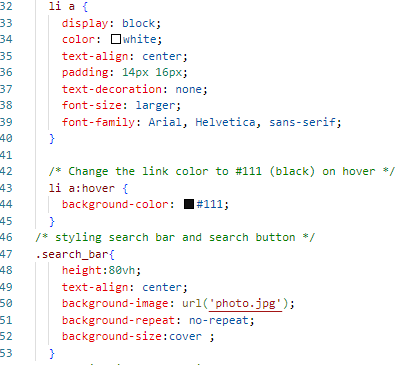 32 li a {
33 display: block;
34 color: white;
35 text-align: center;
36 padding: 14px 16px;
37 text-decoration: none;
38 font-size: larger;
39 font-family: Arial, Helvetica, sans-serif;
40 }
41
42 /* Change the link color to #111 (black) on hover */
43 li a:hover {
44 background-color: #111;
45 }
46 /* styling search bar and search button */
47 .search_bar{
48 height:80vh;
49 text-align: center;
50 background-image: url('photo.jpg');
51 background-repeat: no-repeat;
52 background-size:cover ;
53 }